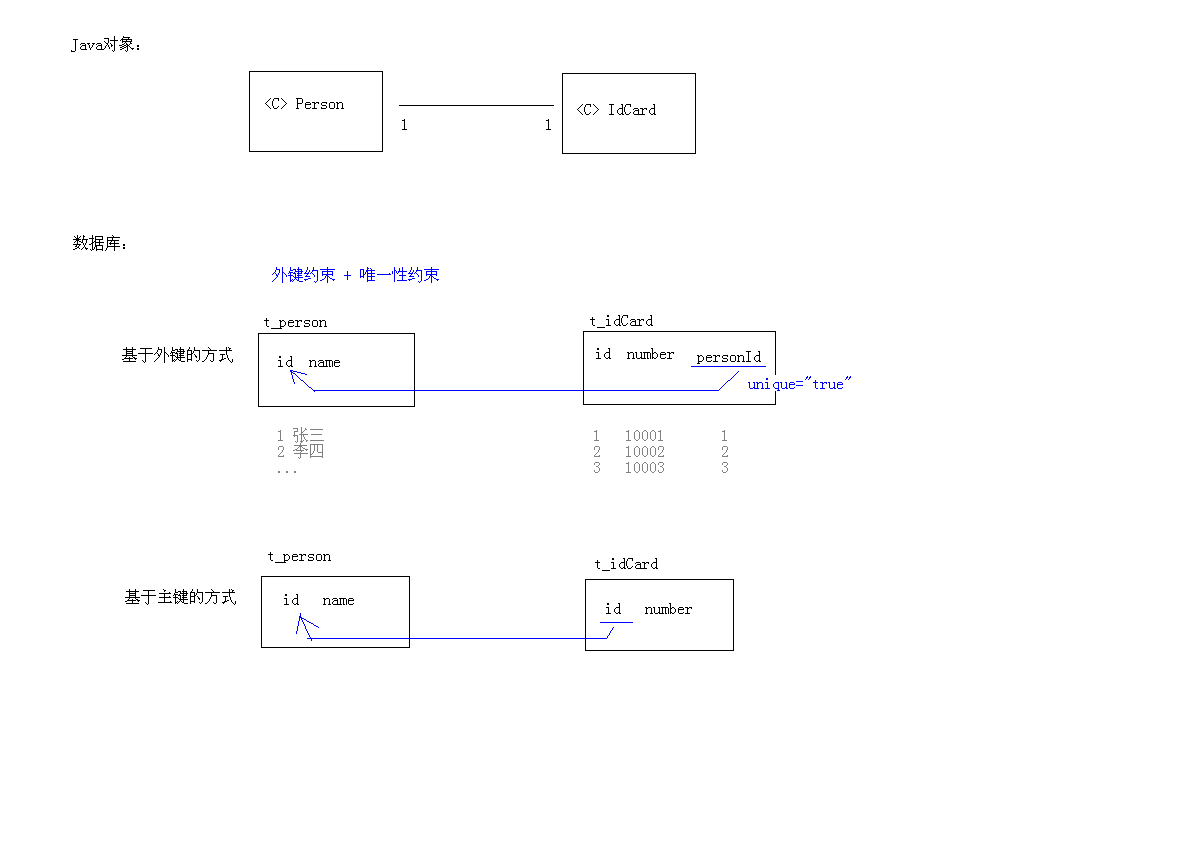 Java对象：
<C> Person
<C> IdCard
1 1
数据库：
外键约束 + 唯一性约束
t_person
t_idCard
基于外键的方式
id name
id number personId
unique="true"
1 张三
2 李四
...
1 10001 1
2 10002 2
3 10003 3
t_person
t_idCard
基于主键的方式
id name
id number